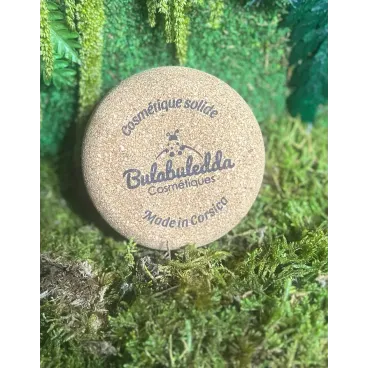 Cosmétique solide
Bulabuledda
Cosmétiques
Made in Corsica